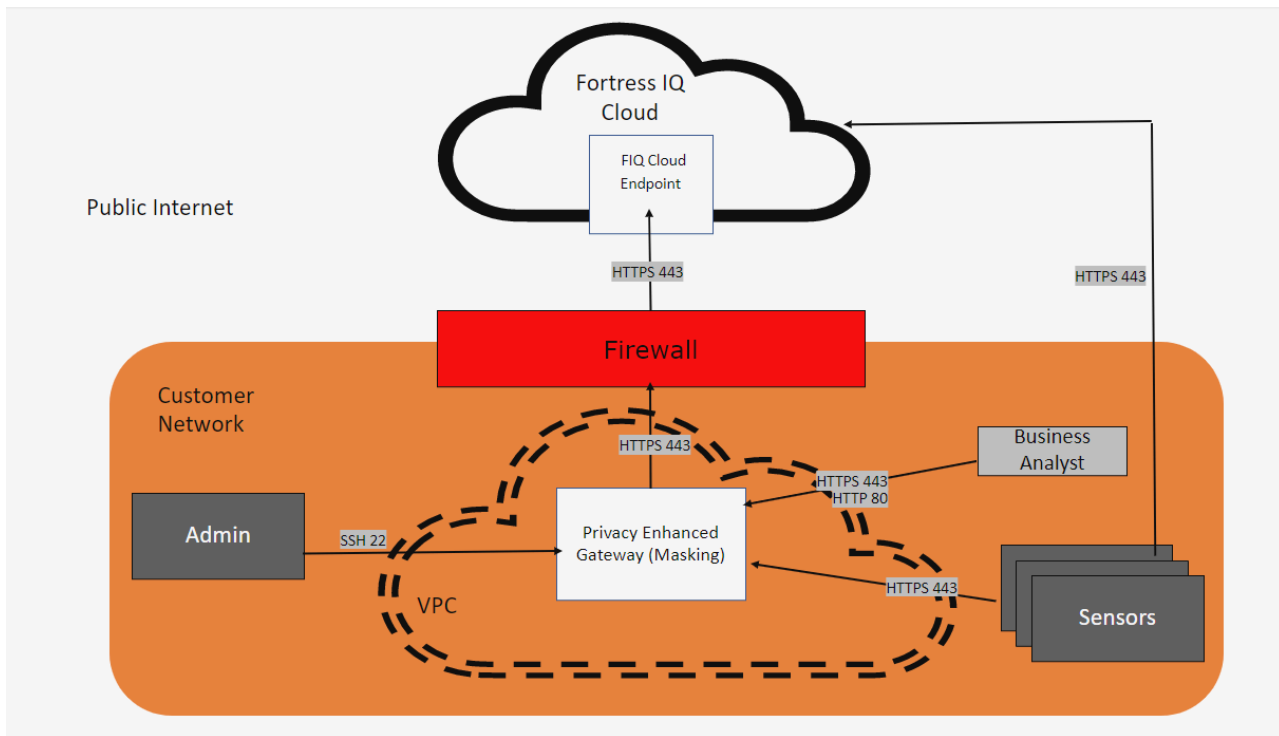 Fortress IQ
Cloud
FIQ Cloud
Endpoint
Public Internet
HTTPS 443
HTTPS 443
Firewall
Customer
Network
HTTPS 443
Business
Analyst
HTTPS 443
HTTP 80
Admin
SSH 22
Privacy Enhanced
Gateway (Masking)
HTTPS 443
VPC
Sensors